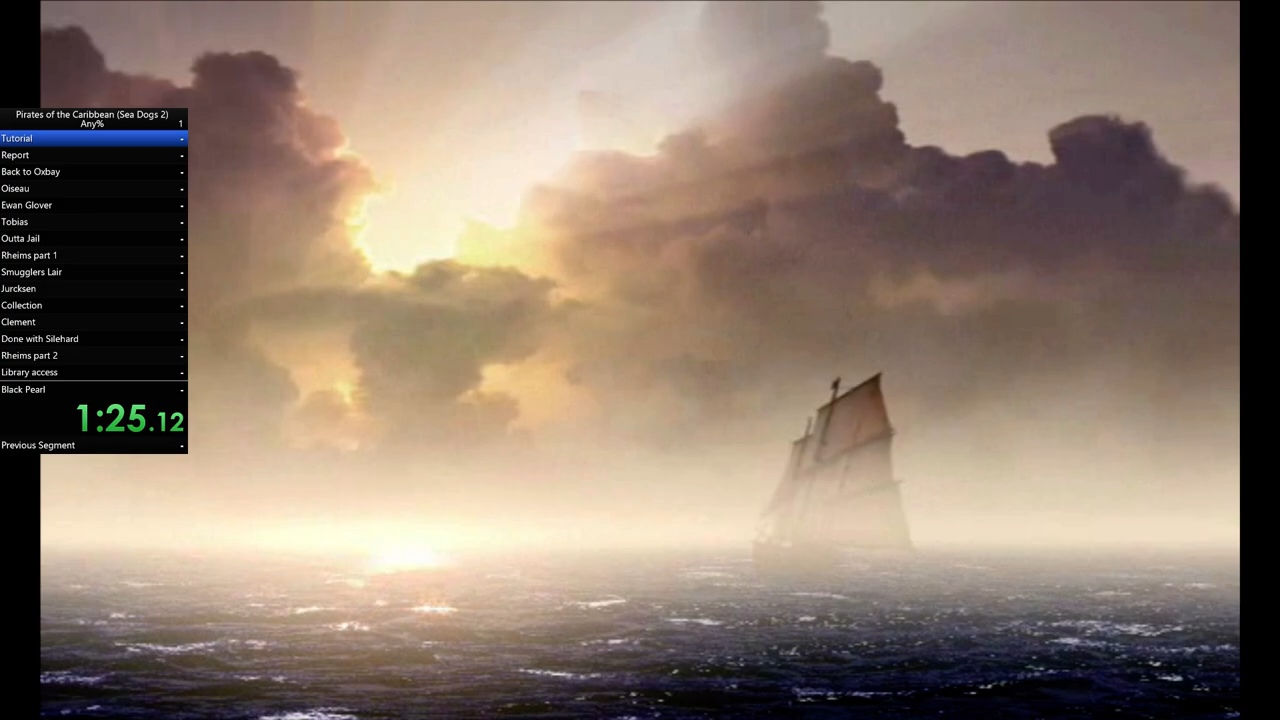 Pirates of the Caribbean (Sea Dogs 2)
Any% 1
Tutorial -
Report -
Back to Oxbay -
Oiseau -
Ewan Glover -
Tobias -
Outta Jail -
Rheims part 1 -
Smugglers Lair -
Jurcksen -
Collection -
Clement -
Done with Silehard -
Rheims part 2 -
Library access -
Black Pearl -
1:25.12
Previous Segment -